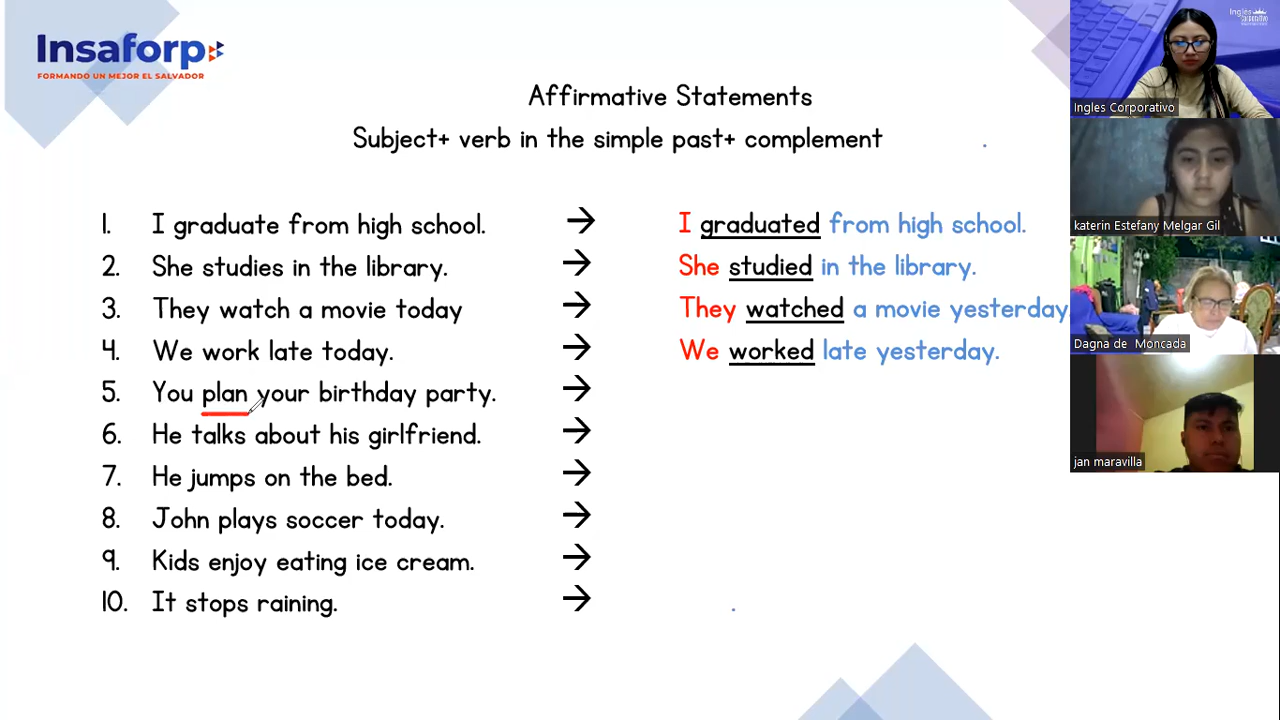 Insaforp
FORMANDO UN MEJOR EL SALVADOR
Affirmative Statements
Subject+ verb in the simple past+ complement
1. I graduate from high school. → I graduated from high school.
2. She studies in the library. → She studied in the library.
3. They watch a movie today → They watched a movie yesterday.
4. We work late today. → We worked late yesterday.
5. You plan your birthday party. →
6. He talks about his girlfriend. →
7. He jumps on the bed. →
8. John plays soccer today. →
9. Kids enjoy eating ice cream. →
10. It stops raining. →
Ingles
Corporativo
Ingles Corporativo
katerin Estefany Melgar Gil
Dagna de Moncada
jan maravilla